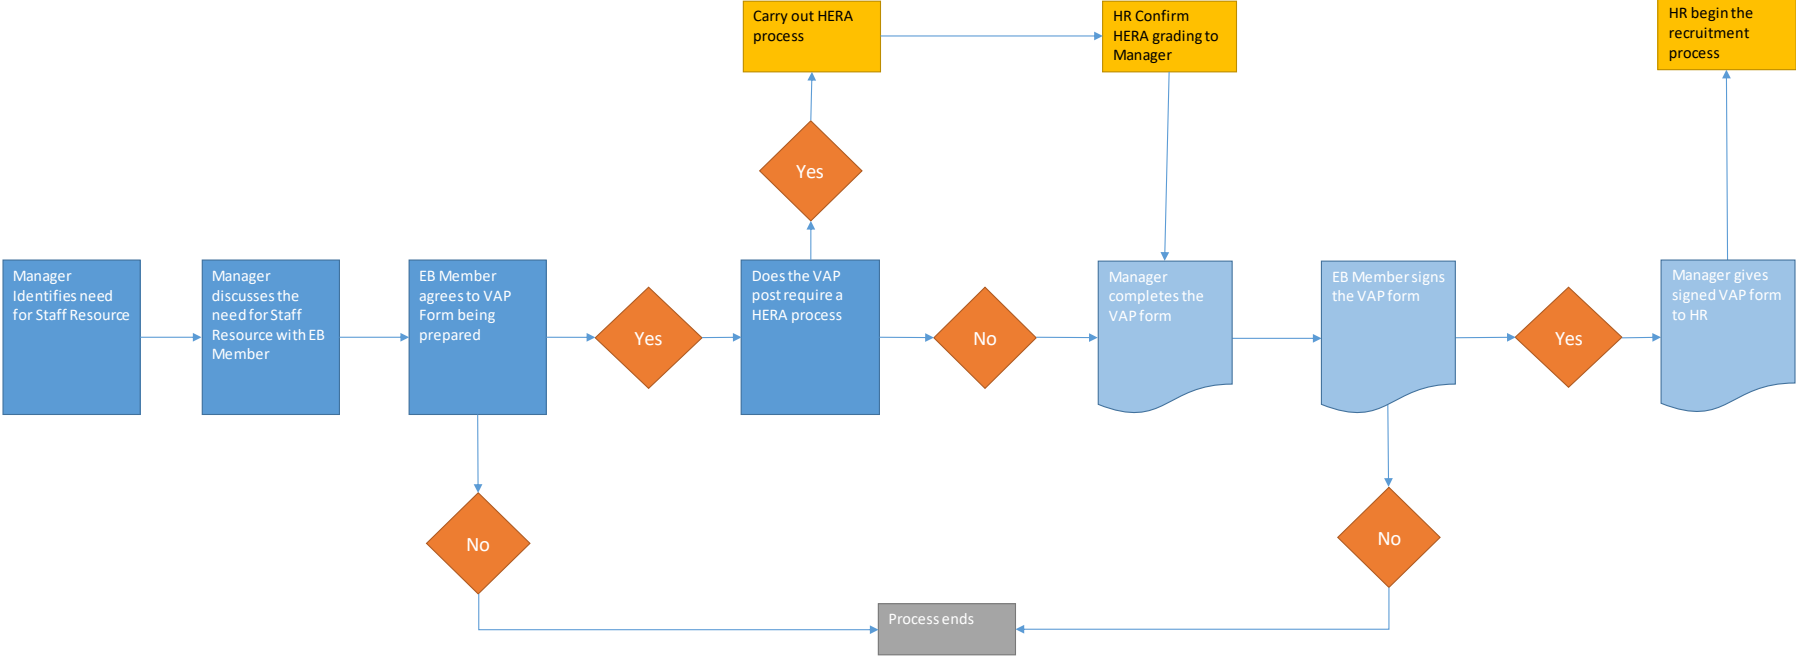 Carry out HERA
process
HR Confirm
HERA grading to
Manager
HR begin the
recruitment
process
Yes
Manager
Identifies need
for Staff Resource
Manager
discusses the
need for Staff
Resource with EB
Member
EB Member
agrees to VAP
Form being
prepared
Yes
Does the VAP
post require a
HERA process
No
Manager
completes the
VAP form
EB Member signs
the VAP form
Yes
Manager gives
signed VAP form
to HR
No
No
Process ends